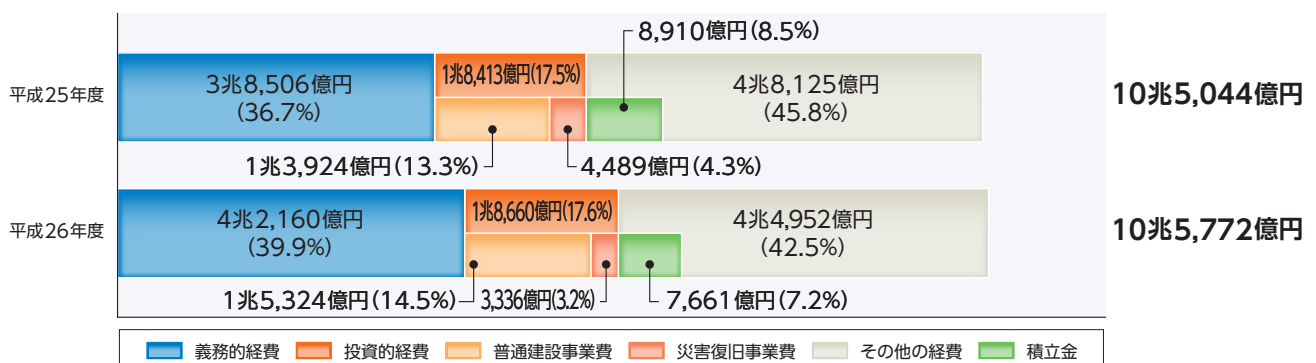 8,910億円(8.5%)
平成25年度
3兆8,506億円
(36.7%)
1兆8,413億円(17.5%)
4兆8,125億円
(45.8%)
10兆5,044億円
1兆3,924億円(13.3%)
4,489億円(4.3%)
平成26年度
4兆2,160億円
(39.9%)
1兆8,660億円(17.6%)
4兆4,952億円
(42.5%)
10兆5,772億円
1兆5,324億円(14.5%)
3,336億円(3.2%)
7,661億円(7.2%)
義務的経費 投資的経費 普通建設事業費 災害復旧事業費 その他の経費 積立金